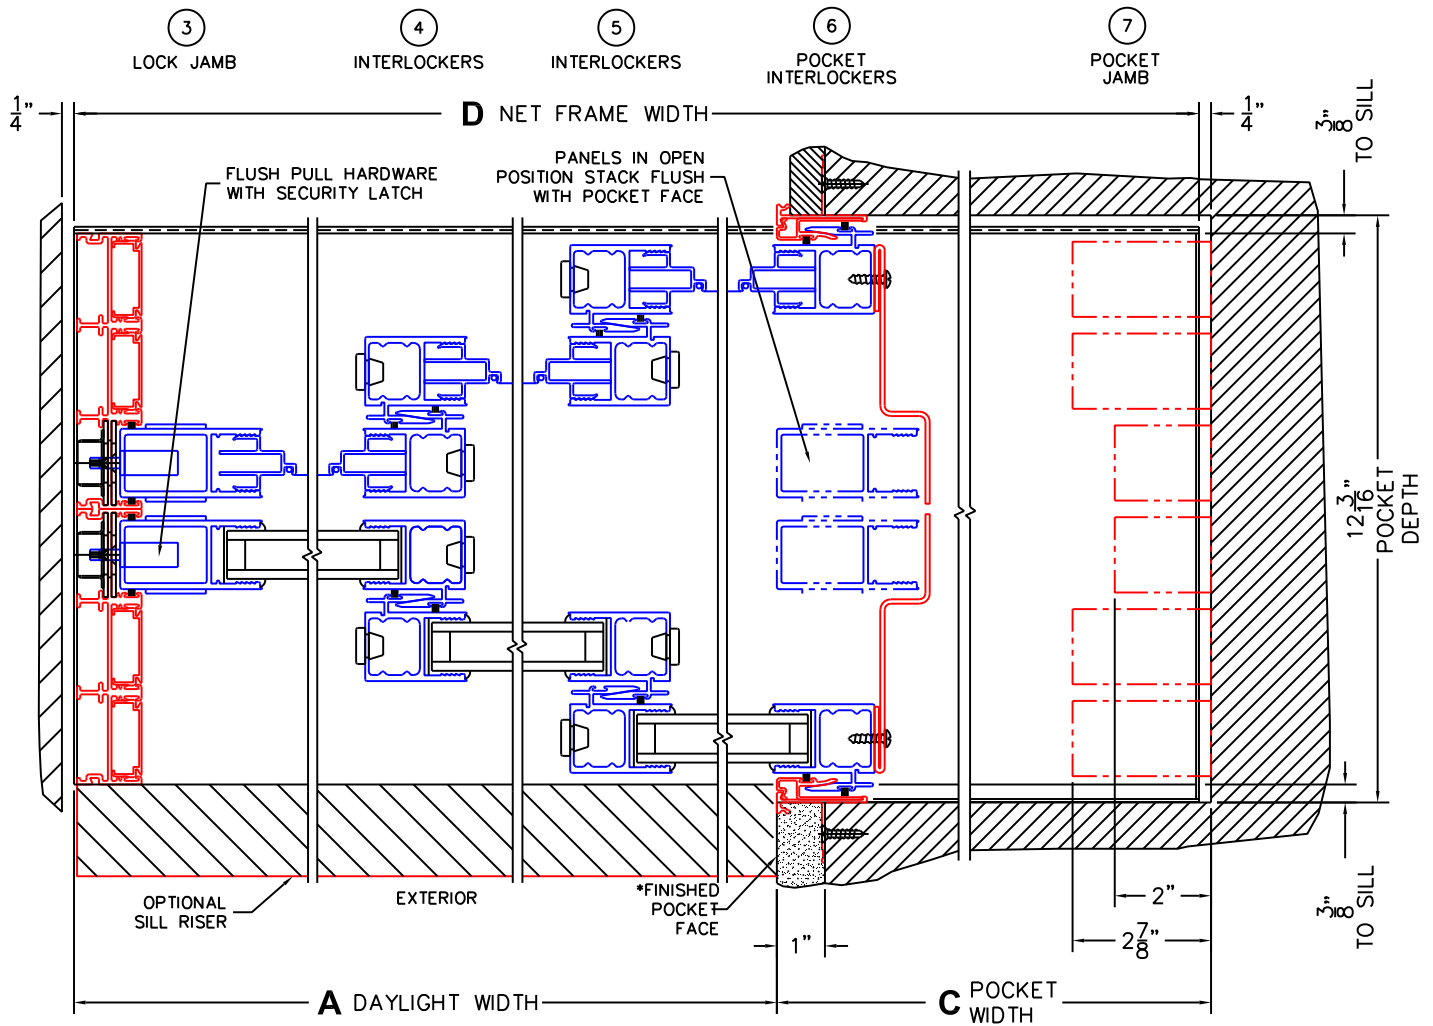 3
LOCK JAMB
4
INTERLOCKERS
5
INTERLOCKERS
6
POCKET
INTERLOCKERS
7
POCKET
JAMB
1/4"
D NET FRAME WIDTH
1/4"
3/8"
TO SILL
FLUSH PULL HARDWARE
WITH SECURITY LATCH
PANELS IN OPEN
POSITION STACK FLUSH
WITH POCKET FACE
12 3/16"
POCKET
DEPTH
OPTIONAL
SILL RISER
EXTERIOR
*FINISHED
POCKET
FACE
1"
2"
2 7/8"
3/8"
TO SILL
A DAYLIGHT WIDTH
C POCKET
WIDTH